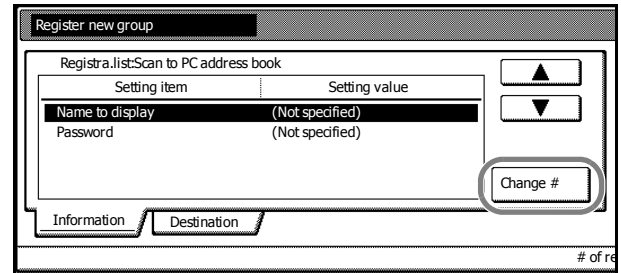 Register new group
Registra.list:Scan to PC address book
Setting item Setting value
Name to display (Not specified)
Password (Not specified)
Change #
Information Destination
# of re